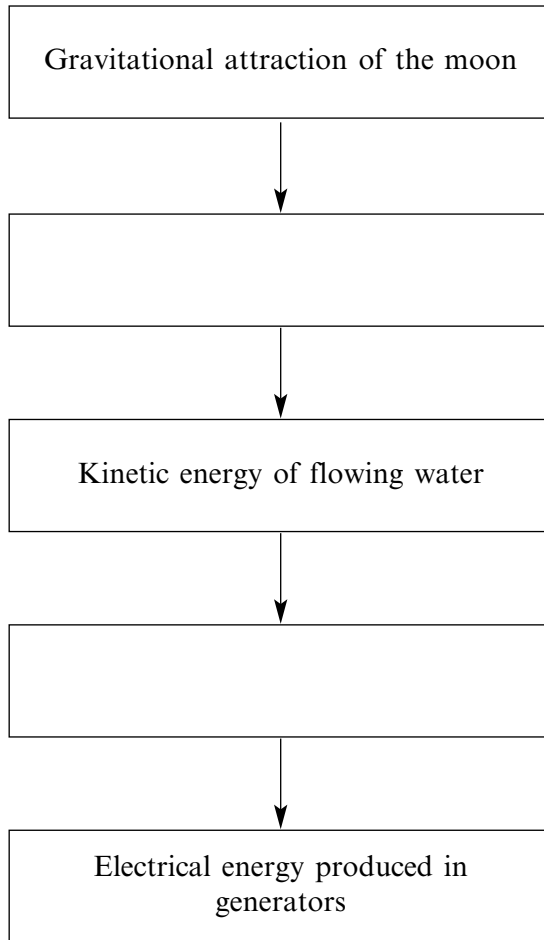 Gravitational attraction of the moon
Kinetic energy of flowing water
Electrical energy produced in
generators